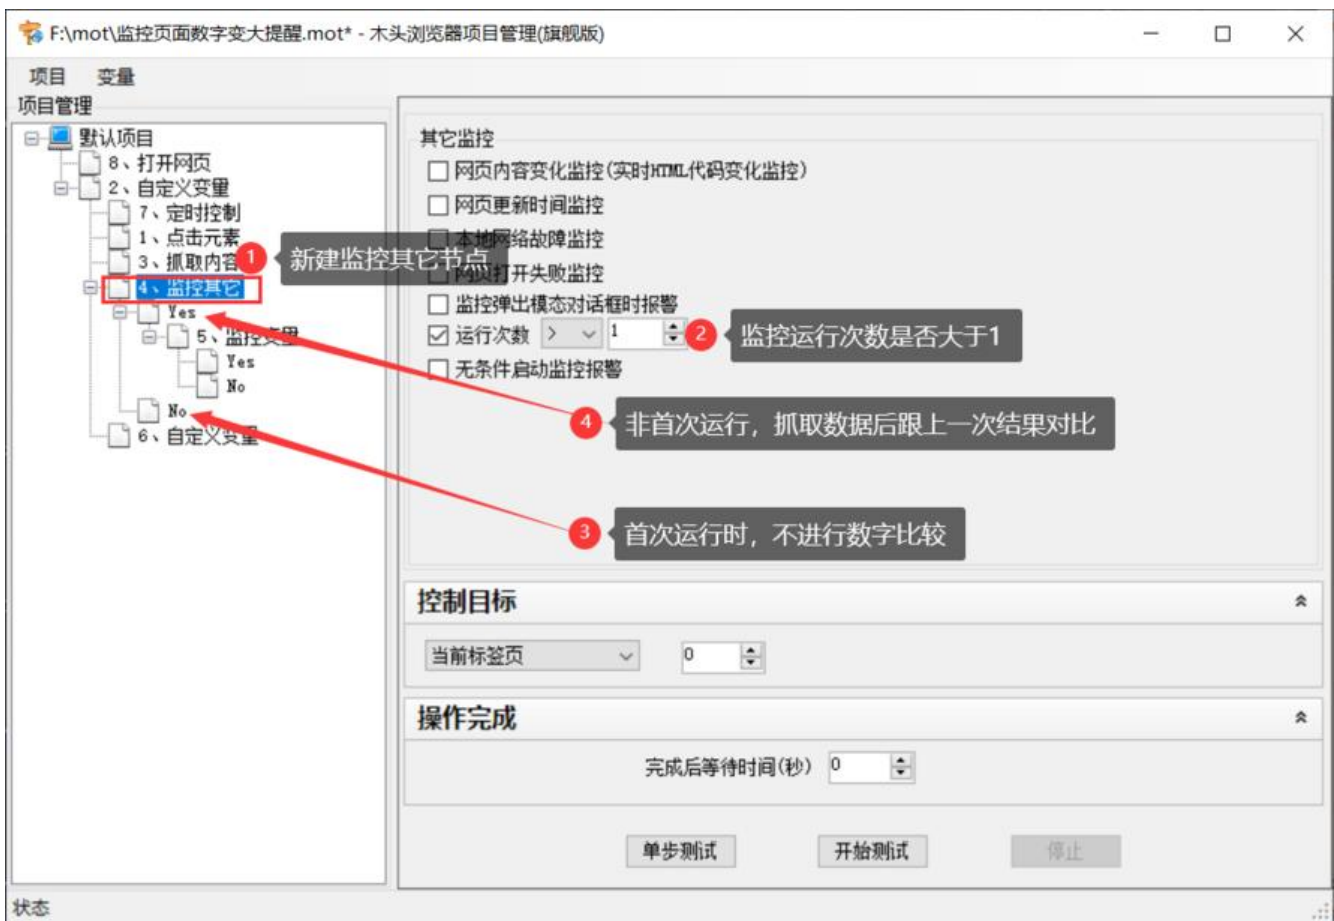 F:\mot\监控页面数字变大提醒.mot* - 木头浏览器项目管理(旗舰版)
项目 变量
项目管理
默认项目
8、打开网页
2、自定义变量
7、定时控制
1、点击元素
3、抓取内容
4、监控其它
Yes
5、监控变量
Yes
No
No
6、自定义变量
1 新建监控其它节点
其它监控
网页内容变化监控(实时HTML代码变化监控)
网页更新时间监控
本地网络故障监控
网页打开失败监控
监控弹出模态对话框时报警
运行次数 > 1
2 监控运行次数是否大于1
无条件启动监控报警
4 非首次运行，抓取数据后跟上一次结果对比
3 首次运行时，不进行数字比较
控制目标
当前标签页 0
操作完成
完成后等待时间(秒) 0
单步测试 开始测试 停止
状态